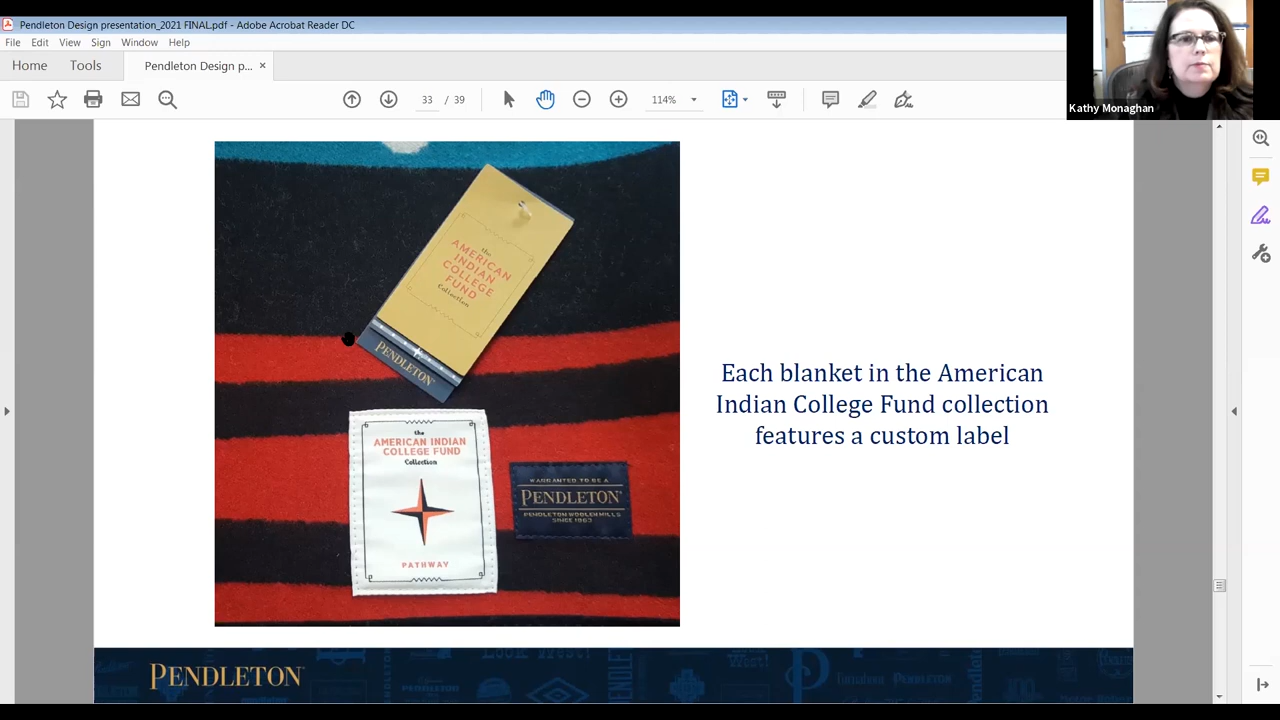 Pendleton Design presentation_2021 FINAL.pdf - Adobe Acrobat Reader DC
File Edit View Sign Window Help
Home Tools Pendleton Design p... ×
33 / 39
114%
Kathy Monaghan
the
AMERICAN
INDIAN
COLLEGE
FUND
Collection
PENDLETON
the
AMERICAN INDIAN
COLLEGE FUND
Collection
PATHWAY
WARRANTED TO BE A
PENDLETON®
PENDLETON WOOLEN MILLS
SINCE 1863
Each blanket in the American
Indian College Fund collection
features a custom label
PENDLETON®